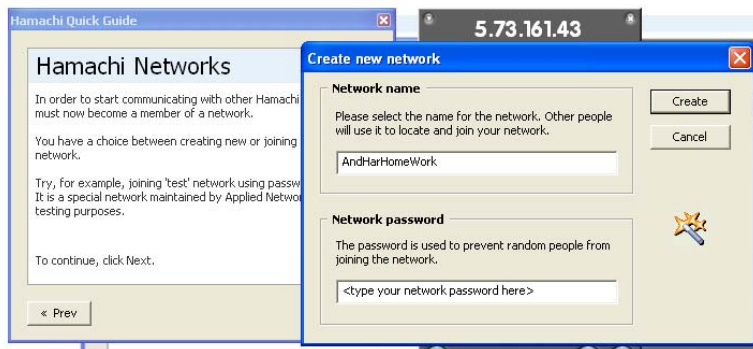 Hamachi Quick Guide
Hamachi Networks
In order to start communicating with other Hamachi
must now become a member of a network.
You have a choice between creating new or joining
network.
Try, for example, joining 'test' network using passw
It is a special network maintained by Applied Networ
testing purposes.
To continue, click Next.
« Prev
5.73.161.43
Create new network
Network name
Please select the name for the network. Other people
will use it to locate and join your network.
AndHarHomeWork
Network password
The password is used to prevent random people from
joining the network.
<type your network password here>
Create
Cancel